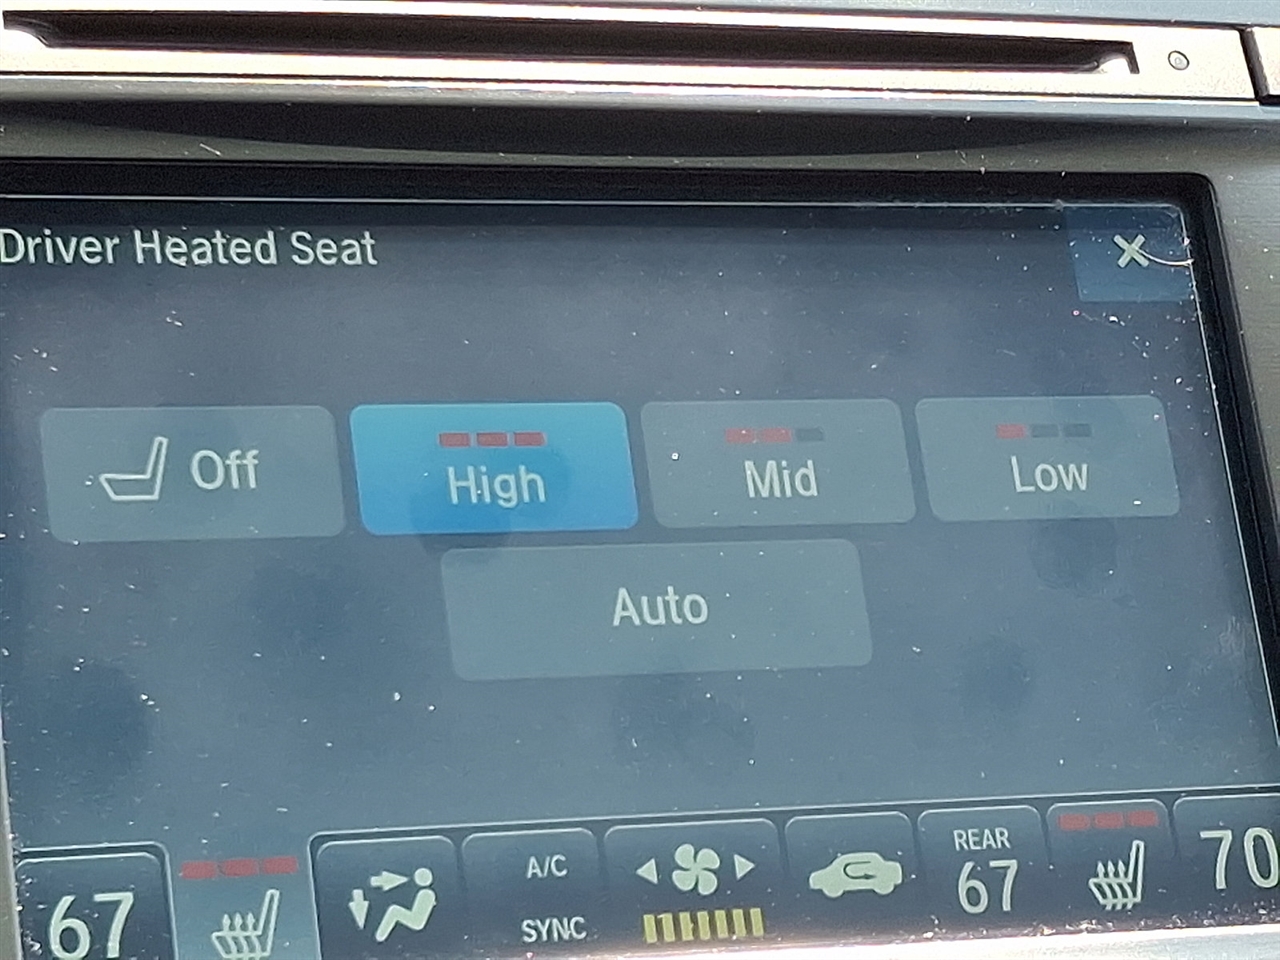 Driver Heated Seat
Off
High
Mid
Low
Auto
67
A/C
SYNC
REAR
67
70